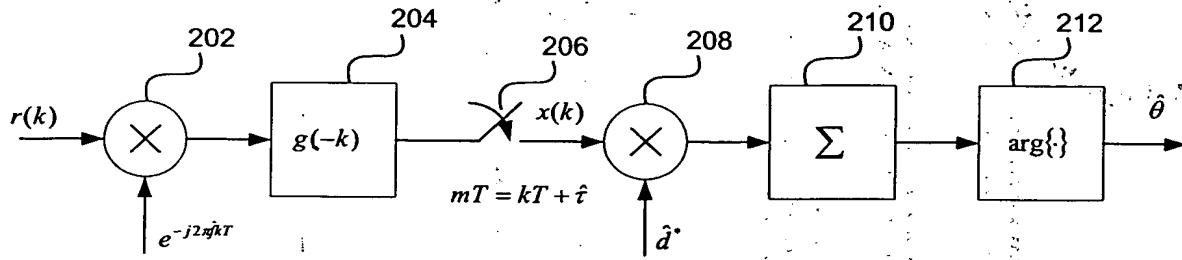 202
204
206
208
210
212
r(k)
g(−k)
x(k)
Σ
arg{·}
θ̂
mT = kT + τ̂
e^{−j2πf̂kT}
d̂*